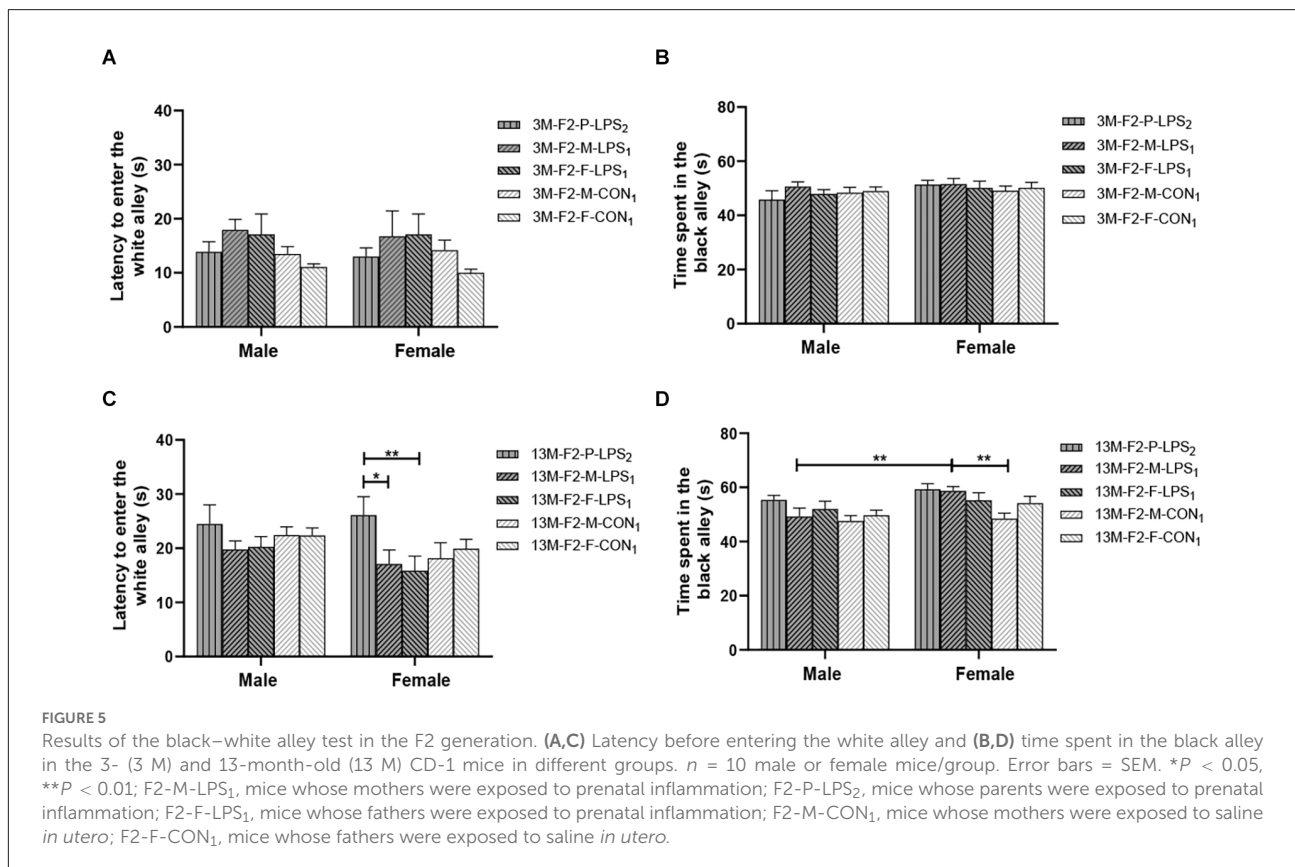 A
Latency to enter the
white alley (s)
40
30
20
10
0
Male
Female
3M-F2-P-LPS₂
3M-F2-M-LPS₁
3M-F2-F-LPS₁
3M-F2-M-CON₁
3M-F2-F-CON₁
B
Time spent in the
black alley (s)
80
60
40
20
0
Male
Female
3M-F2-P-LPS₂
3M-F2-M-LPS₁
3M-F2-F-LPS₁
3M-F2-M-CON₁
3M-F2-F-CON₁
C
Latency to enter the
white alley (s)
40
30
20
10
0
**
*
Male
Female
13M-F2-P-LPS₂
13M-F2-M-LPS₁
13M-F2-F-LPS₁
13M-F2-M-CON₁
13M-F2-F-CON₁
D
Time spent in the
black alley (s)
80
60
40
20
0
**
**
Male
Female
13M-F2-P-LPS₂
13M-F2-M-LPS₁
13M-F2-F-LPS₁
13M-F2-M-CON₁
13M-F2-F-CON₁
FIGURE 5
Results of the black–white alley test in the F2 generation. (A,C) Latency before entering the white alley and (B,D) time spent in the black alley
in the 3- (3 M) and 13-month-old (13 M) CD-1 mice in different groups. n = 10 male or female mice/group. Error bars = SEM. *P < 0.05,
**P < 0.01; F2-M-LPS₁, mice whose mothers were exposed to prenatal inflammation; F2-P-LPS₂, mice whose parents were exposed to prenatal
inflammation; F2-F-LPS₁, mice whose fathers were exposed to prenatal inflammation; F2-M-CON₁, mice whose mothers were exposed to saline
in utero; F2-F-CON₁, mice whose fathers were exposed to saline in utero.